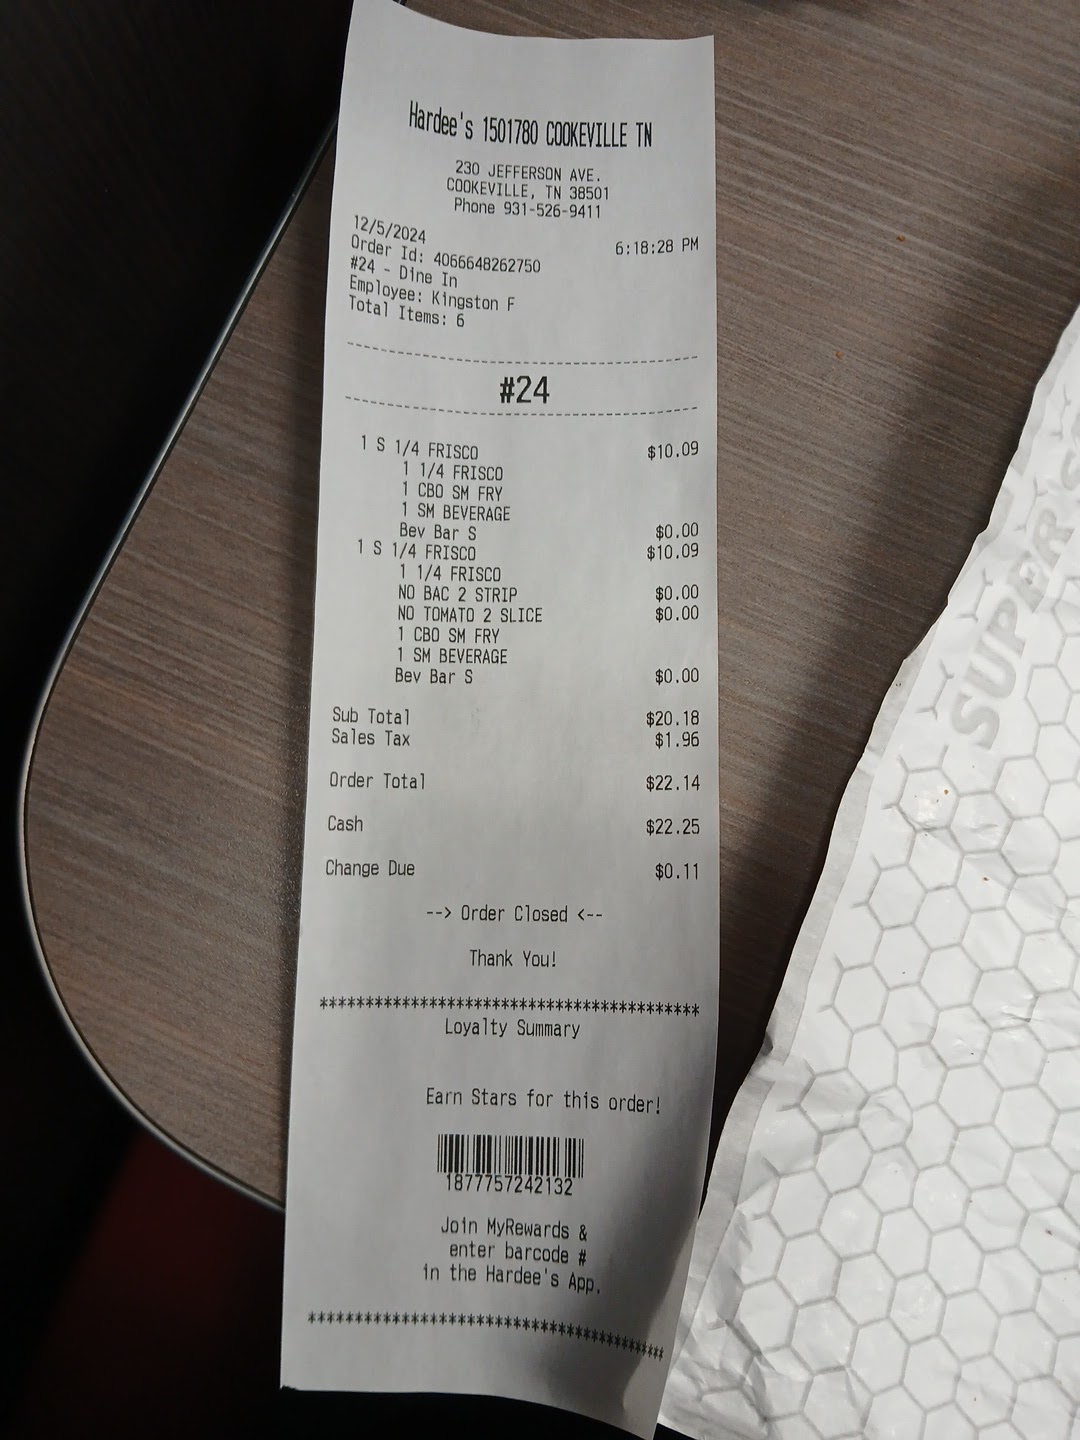 Hardee's 1501780 COOKEVILLE TN
230 JEFFERSON AVE.
COOKEVILLE, TN 38501
Phone 931-526-9411
12/5/2024 6:18:28 PM
Order Id: 4066648262750
#24 - Dine In
Employee: Kingston F
Total Items: 6
#24
1 S 1/4 FRISCO $10.09
1 1/4 FRISCO
1 CBO SM FRY
1 SM BEVERAGE
Bev Bar S $0.00
1 S 1/4 FRISCO $10.09
1 1/4 FRISCO
NO BAC 2 STRIP $0.00
NO TOMATO 2 SLICE $0.00
1 CBO SM FRY
1 SM BEVERAGE
Bev Bar S $0.00
Sub Total $20.18
Sales Tax $1.96
Order Total $22.14
Cash $22.25
Change Due $0.11
--> Order Closed <--
Thank You!
******************************************
Loyalty Summary
Earn Stars for this order!
1877757242132
Join MyRewards &
enter barcode #
in the Hardee's App.
******************************************
SUPER